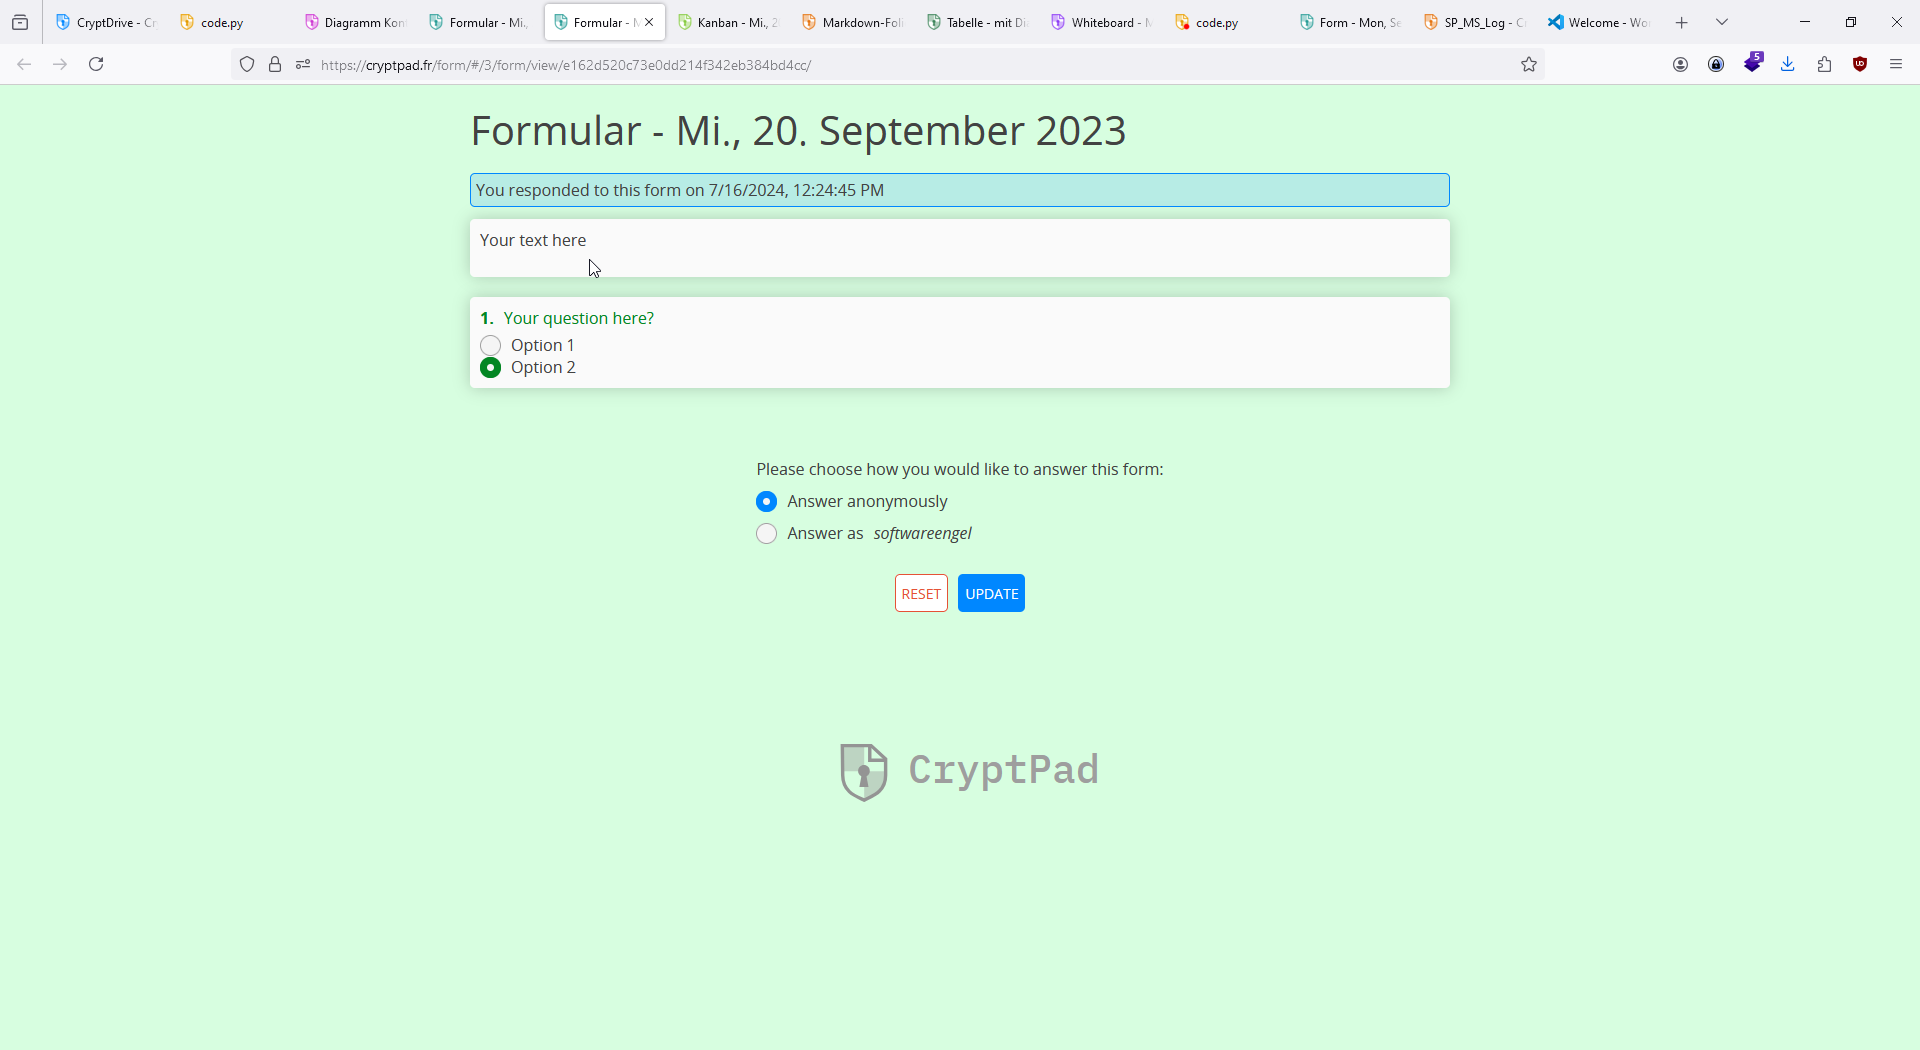 CryptDrive - Cr
code.py
Diagramm Kon
Formular - Mi.,
Formular - M
Kanban - Mi., 2
Markdown-Foli
Tabelle - mit Di
Whiteboard - M
code.py
Form - Mon, Se
SP_MS_Log - C
Welcome - Wo
https://cryptpad.fr/form/#/3/form/view/e162d520c73e0dd214f342eb384bd4cc/
5
Formular - Mi., 20. September 2023
You responded to this form on 7/16/2024, 12:24:45 PM
Your text here
1. Your question here?
Option 1
Option 2
Please choose how you would like to answer this form:
Answer anonymously
Answer as softwareengel
RESET UPDATE
CryptPad